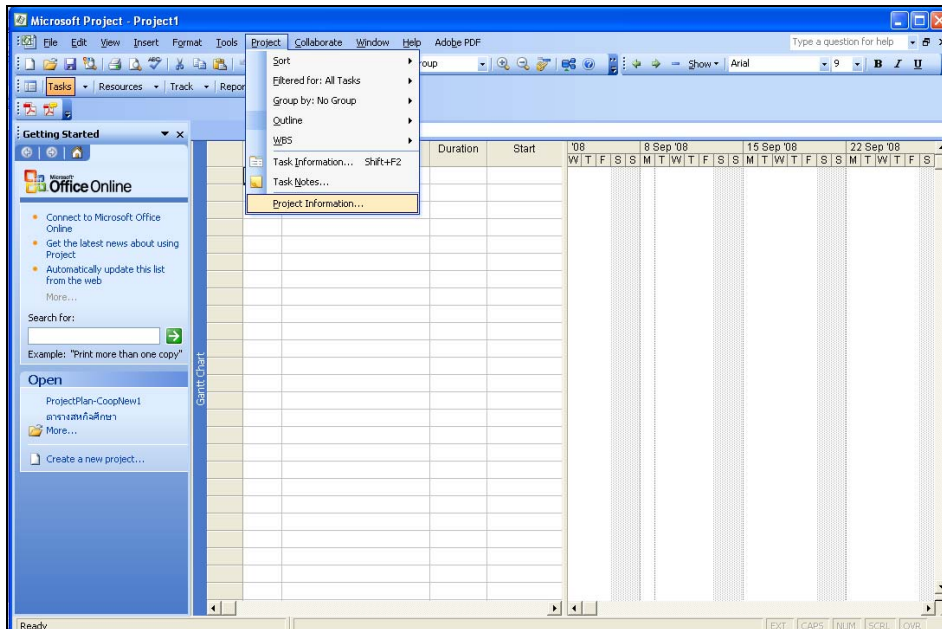 Microsoft Project - Project1
File Edit View Insert Format Tools Project Collaborate Window Help Adobe PDF Type a question for help
Show Arial 9 B I U
Tasks Resources Track
Getting Started
Microsoft
Office Online
Connect to Microsoft Office
Online
Get the latest news about using
Project
Automatically update this list
from the web
More...
Search for:
Example: "Print more than one copy"
Open
ProjectPlan-CoopNew1
ตารางสหกิจศึกษา
More...
Create a new project...
Sort
Filtered for: All Tasks
Group by: No Group
Outline
WBS
Task Information... Shift+F2
Task Notes...
Project Information...
Duration Start '08 8 Sep '08 15 Sep '08 22 Sep '08
W T F S S M T W T F S S M T W T F S S M T W T F S
Gantt Chart
Ready EXT CAPS NUM SCRL OVR